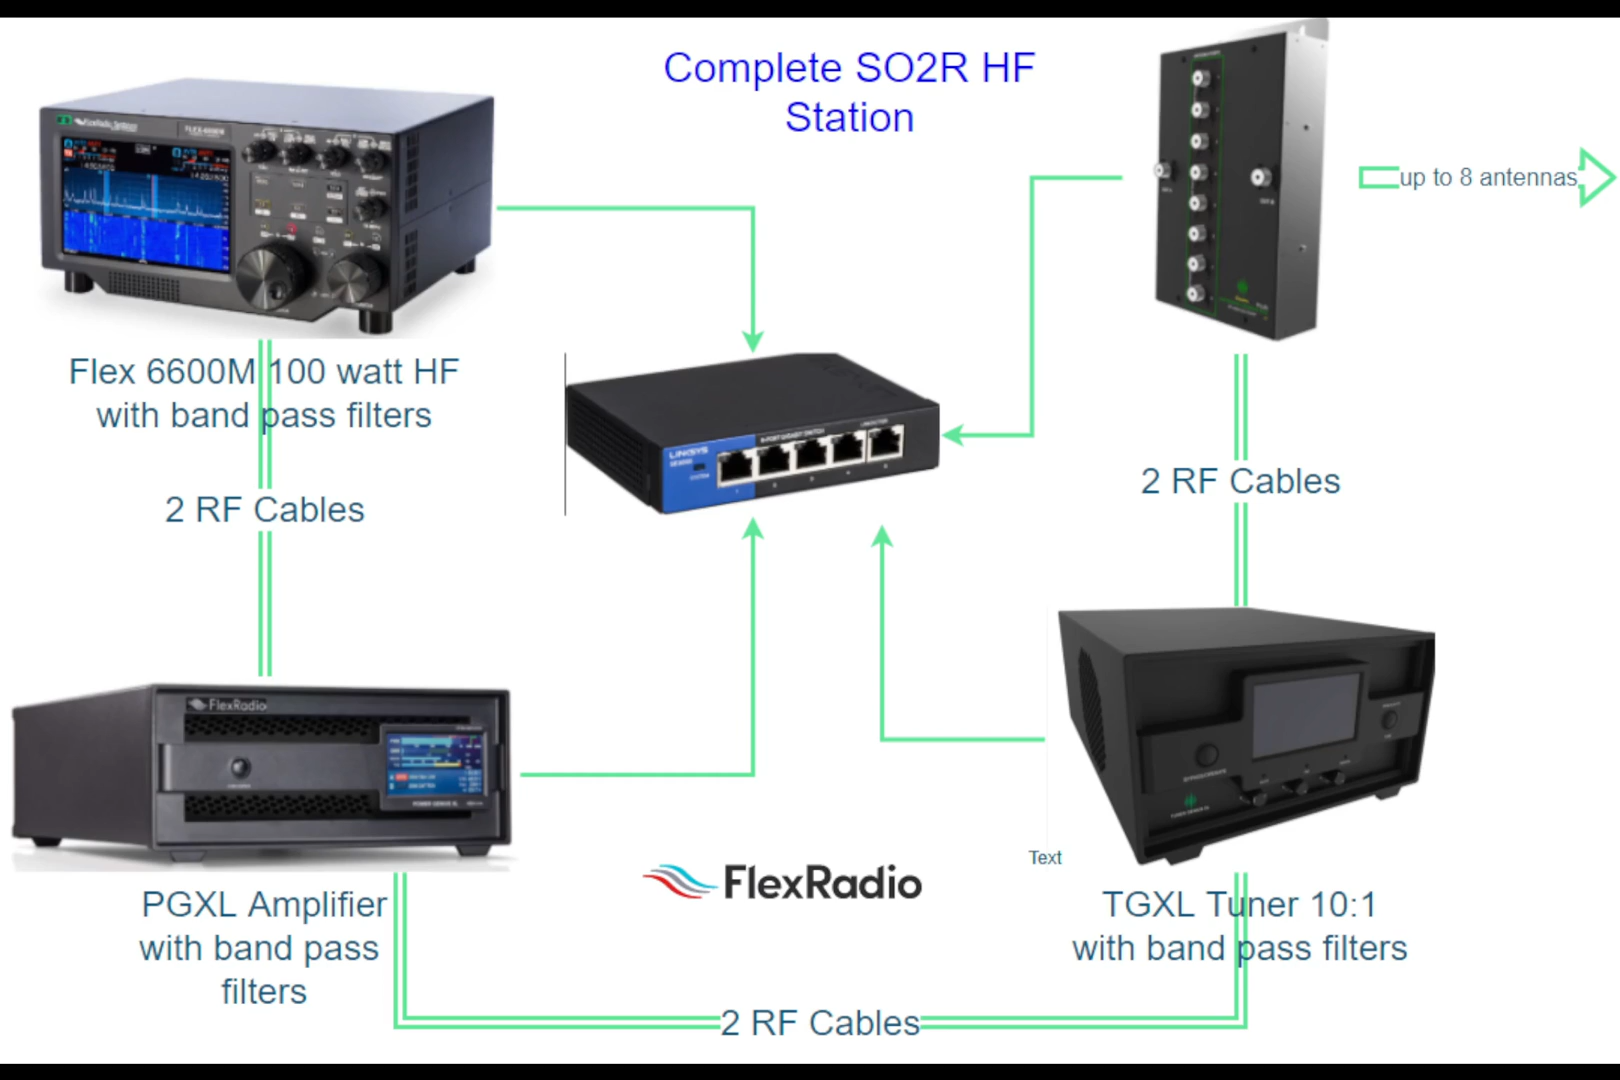 Complete SO2R HF
Station
up to 8 antennas
Flex 6600M 100 watt HF
with band pass filters
LINKSYS
2 RF Cables
2 RF Cables
FlexRadio
PGXL Amplifier
with band pass
filters
FlexRadio
Text
TGXL Tuner 10:1
with band pass filters
2 RF Cables